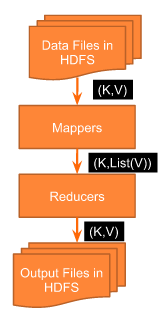 Data Files in
HDFS
(K,V)
Mappers
(K,List(V))
Reducers
(K,V)
Output Files in
HDFS